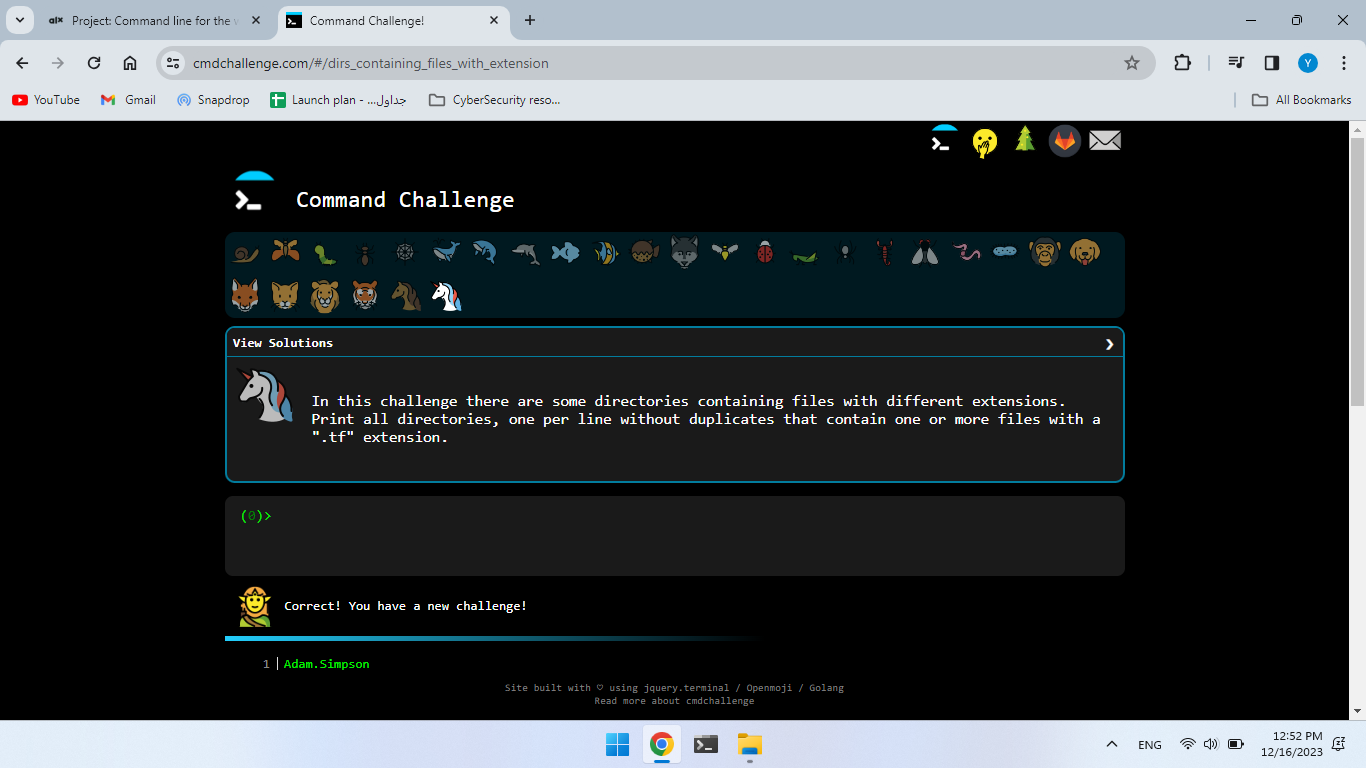 alx Project: Command line for the w
Command Challenge!
cmdchallenge.com/#/dirs_containing_files_with_extension
Y
YouTube
Gmail
Snapdrop
Launch plan - ...جداول
CyberSecurity reso...
All Bookmarks
Command Challenge
View Solutions
In this challenge there are some directories containing files with different extensions.
Print all directories, one per line without duplicates that contain one or more files with a
".tf" extension.
(0)>
Correct! You have a new challenge!
1 Adam.Simpson
Site built with ♡ using jquery.terminal / Openmoji / Golang
Read more about cmdchallenge
ENG
12:52 PM
12/16/2023